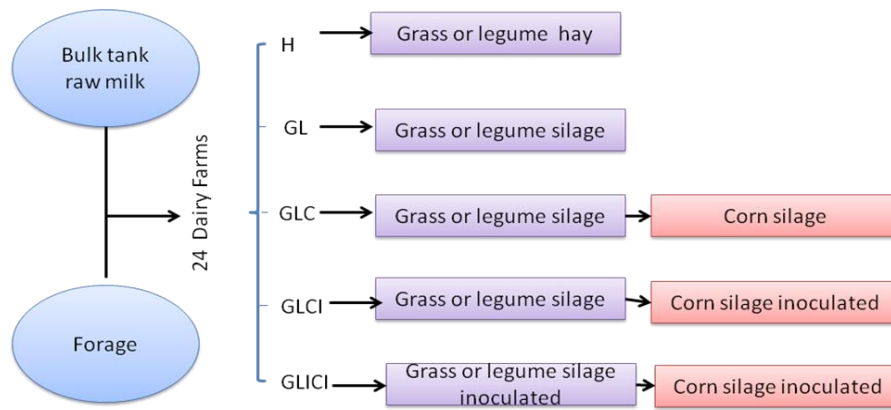 Bulk tank
raw milk
Forage
24 Dairy Farms
H
Grass or legume hay
GL
Grass or legume silage
GLC
Grass or legume silage
Corn silage
GLCI
Grass or legume silage
Corn silage inoculated
GLICI
Grass or legume silage
inoculated
Corn silage inoculated